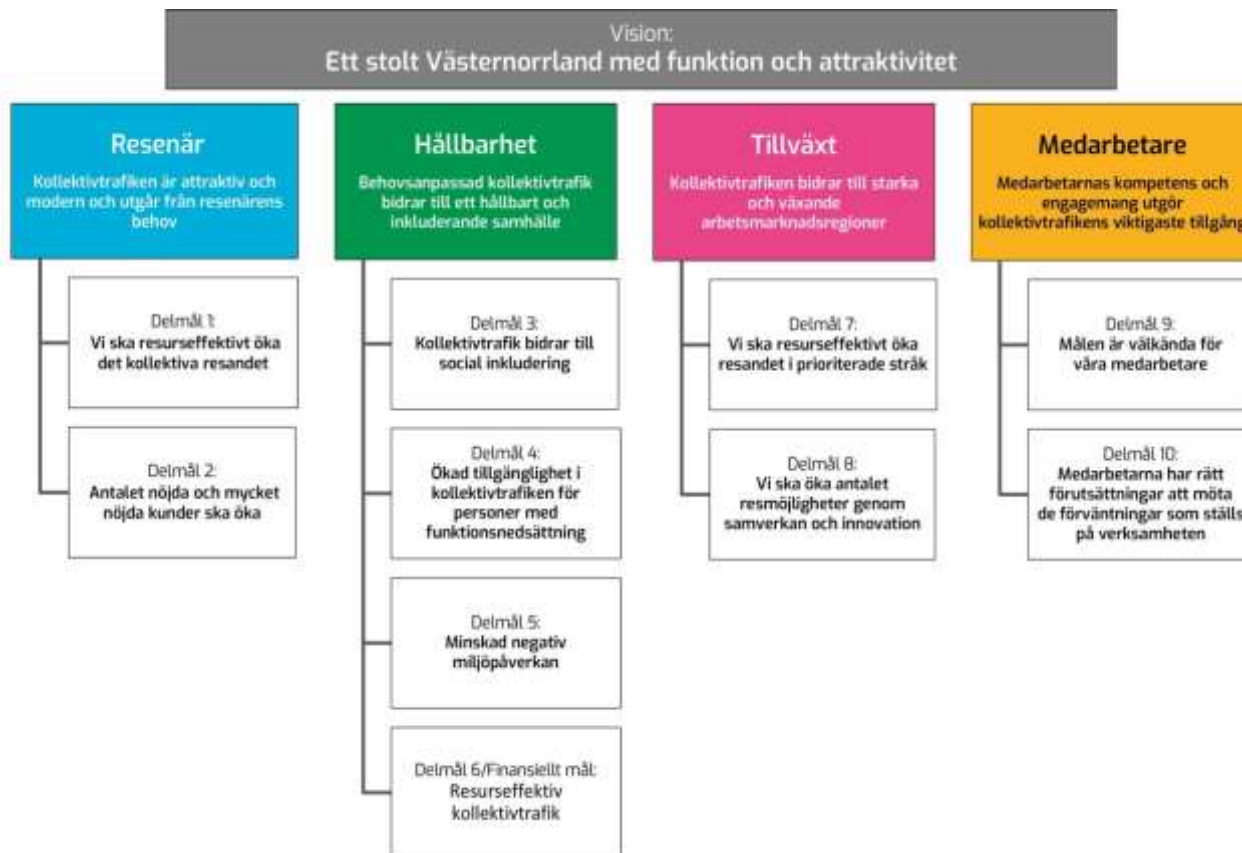 Vision:
Ett stolt Västernorrland med funktion och attraktivitet
Resenär
Kollektivtrafiken är attraktiv och
modern och utgår från resenärens
behov
Delmål 1:
Vi ska resurseffektivt öka
det kollektiva resandet
Delmål 2:
Antalet nöjda och mycket
nöjda kunder ska öka
Hållbarhet
Behovsanpassad kollektivtrafik
bidrar till ett hållbart och
inkluderande samhälle
Delmål 3:
Kollektivtrafik bidrar till
social inkludering
Delmål 4:
Ökad tillgänglighet i
kollektivtrafiken för
personer med
funktionsnedsättning
Delmål 5:
Minskad negativ
miljöpåverkan
Delmål 6/Finansiellt mål:
Resurseffektiv
kollektivtrafik
Tillväxt
Kollektivtrafiken bidrar till starka
och växande
arbetsmarknadsregioner
Delmål 7:
Vi ska resurseffektivt öka
resandet i prioriterade stråk
Delmål 8:
Vi ska öka antalet
resmöjligheter genom
samverkan och innovation
Medarbetare
Medarbetarnas kompetens och
engagemang utgör
kollektivtrafikens viktigaste tillgång
Delmål 9:
Målen är välkända för
våra medarbetare
Delmål 10:
Medarbetarna har rätt
förutsättningar att möta
de förväntningar som ställs
på verksamheten